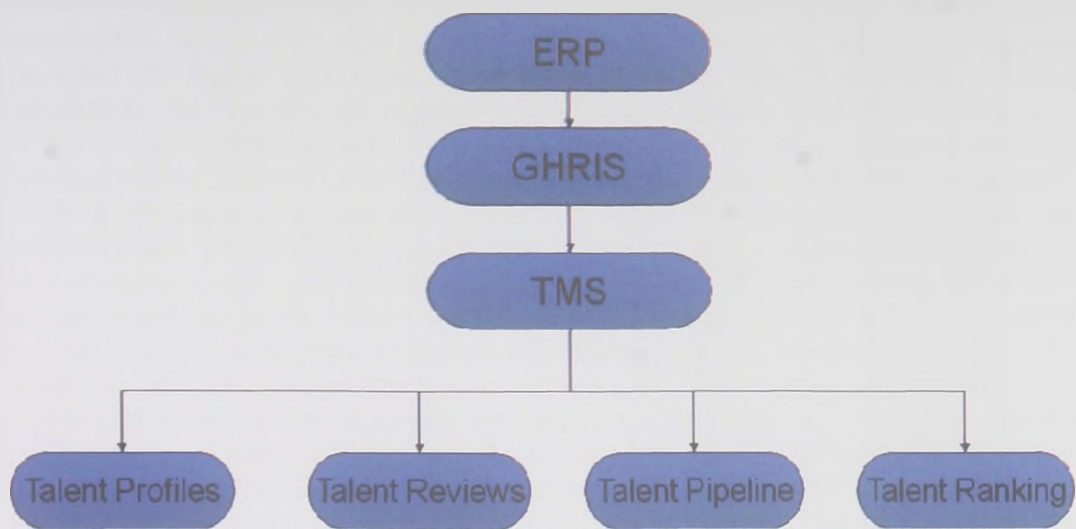 ERP
GHRIS
TMS
Talent Profiles
Talent Reviews
Talent Pipeline
Talent Ranking